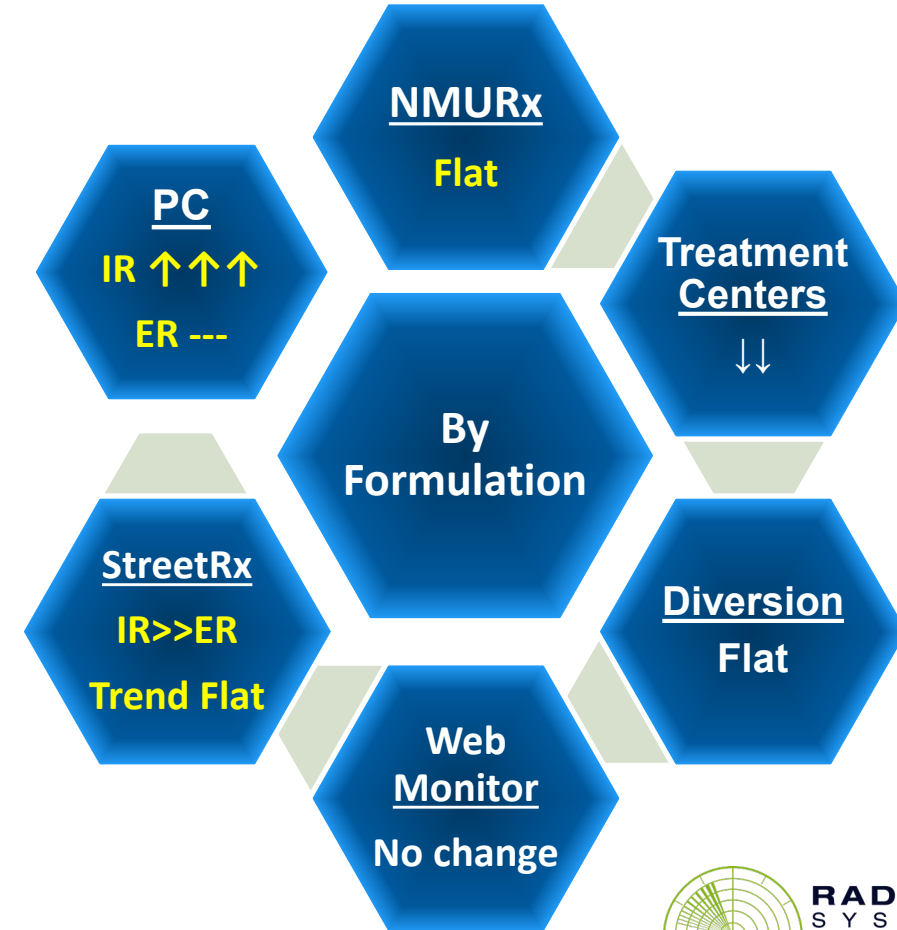 NMURx
Flat
PC
IR ↑↑↑
ER ---
Treatment
Centers
↓↓
By
Formulation
StreetRx
IR>>ER
Trend Flat
Diversion
Flat
Web
Monitor
No change
RAD
SYS